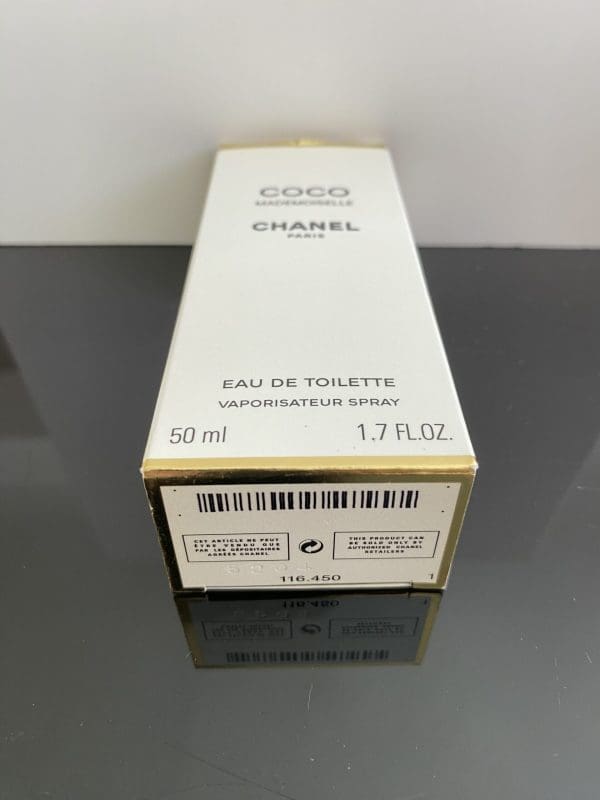 COCO
MADEMOISELLE
CHANEL
PARIS
EAU DE TOILETTE
VAPORISATEUR SPRAY
50 ml
1.7 FL.OZ.
CET ARTICLE NE PEUT
ÊTRE VENDU QUE
PAR LES DÉPOSITAIRES
AGRÉÉS CHANEL
THIS PRODUCT CAN
BE SOLD ONLY BY
AUTHORIZED CHANEL
RETAILERS
116.450
1